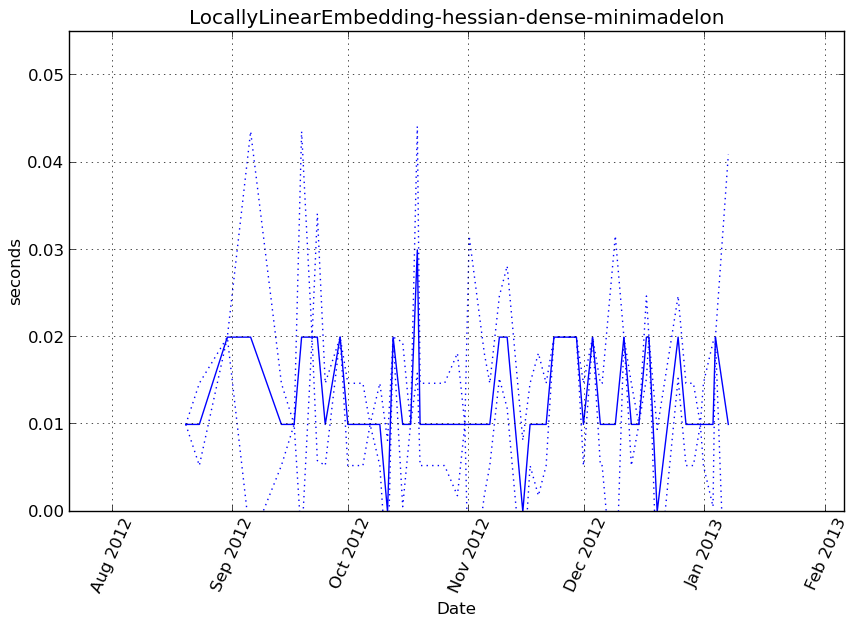 LocallyLinearEmbedding-hessian-dense-minimadelon
0.05
0.04
0.03
0.02
0.01
0.00
seconds
Aug 2012
Sep 2012
Oct 2012
Nov 2012
Dec 2012
Jan 2013
Feb 2013
Date